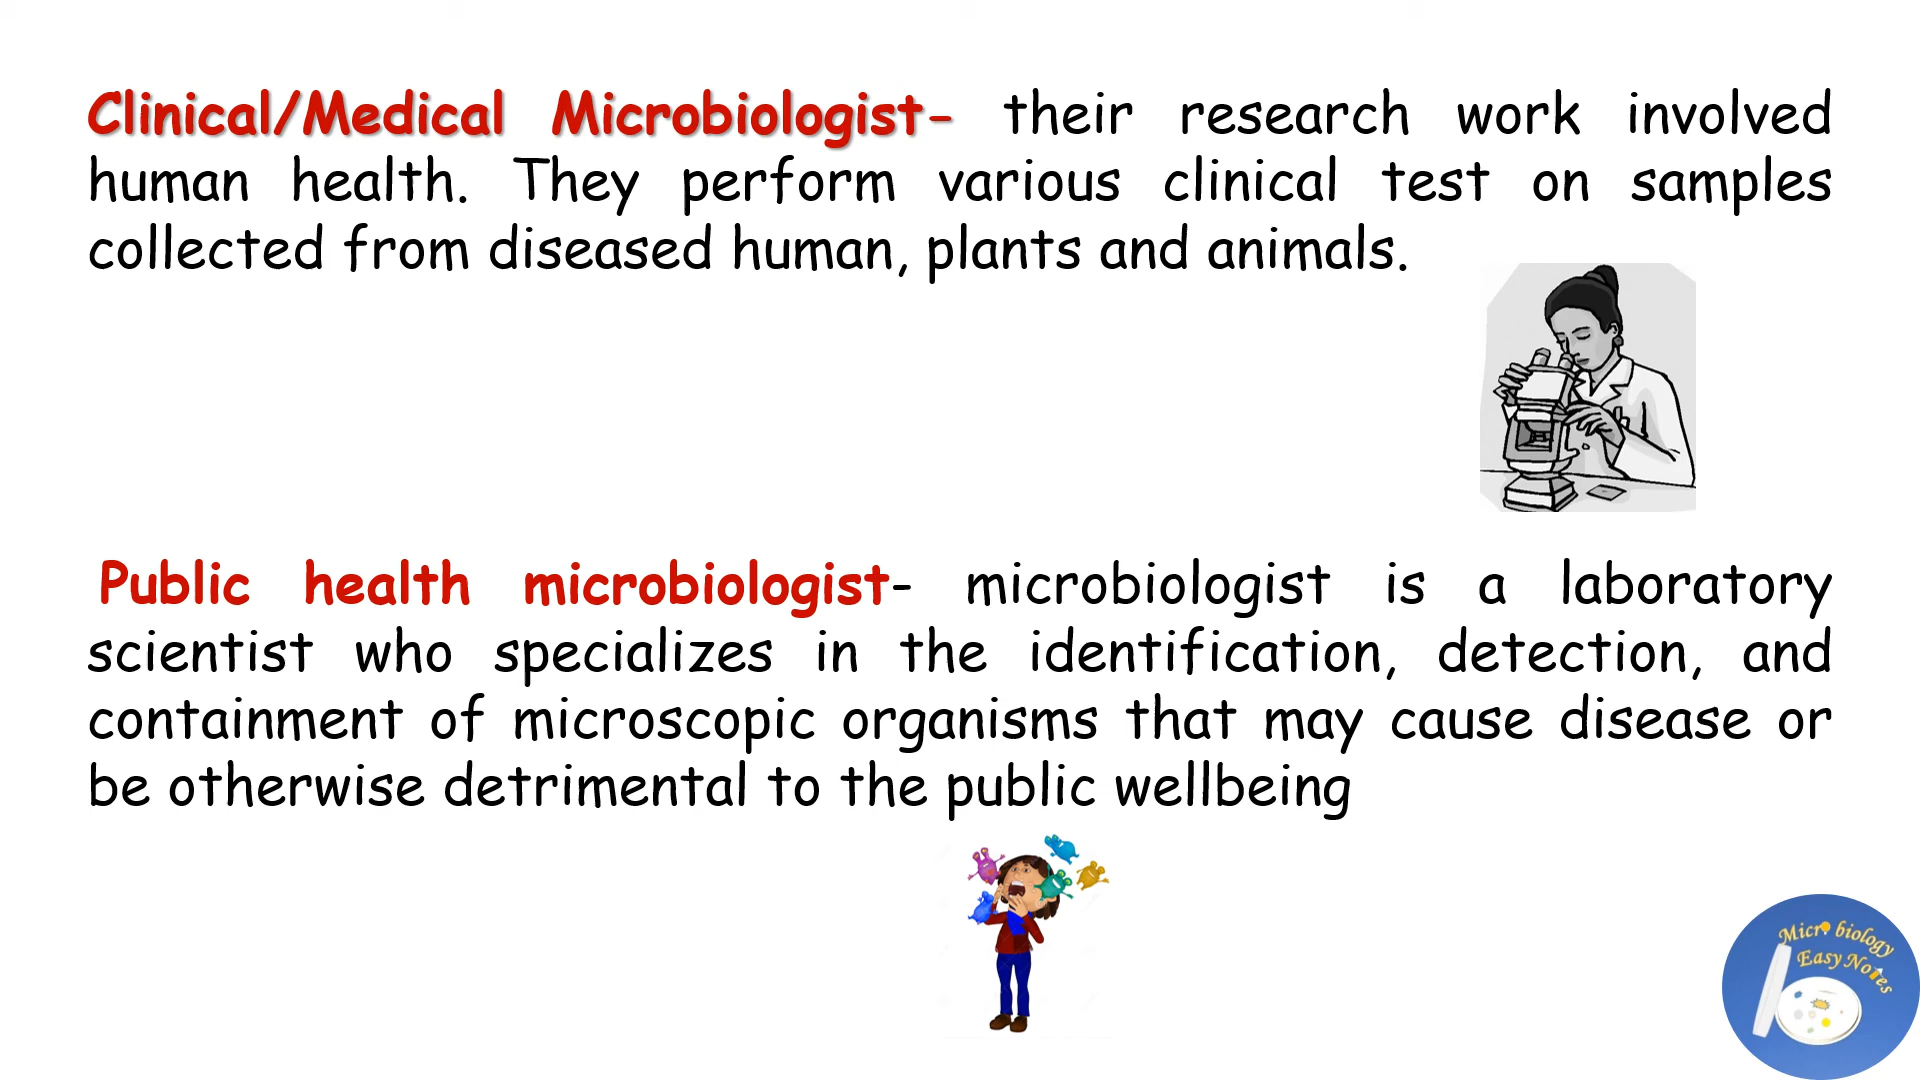 Clinical/Medical Microbiologist- their research work involved
human health. They perform various clinical test on samples
collected from diseased human, plants and animals.
Public health microbiologist- microbiologist is a laboratory
scientist who specializes in the identification, detection, and
containment of microscopic organisms that may cause disease or
be otherwise detrimental to the public wellbeing
Micro biology
Easy Notes